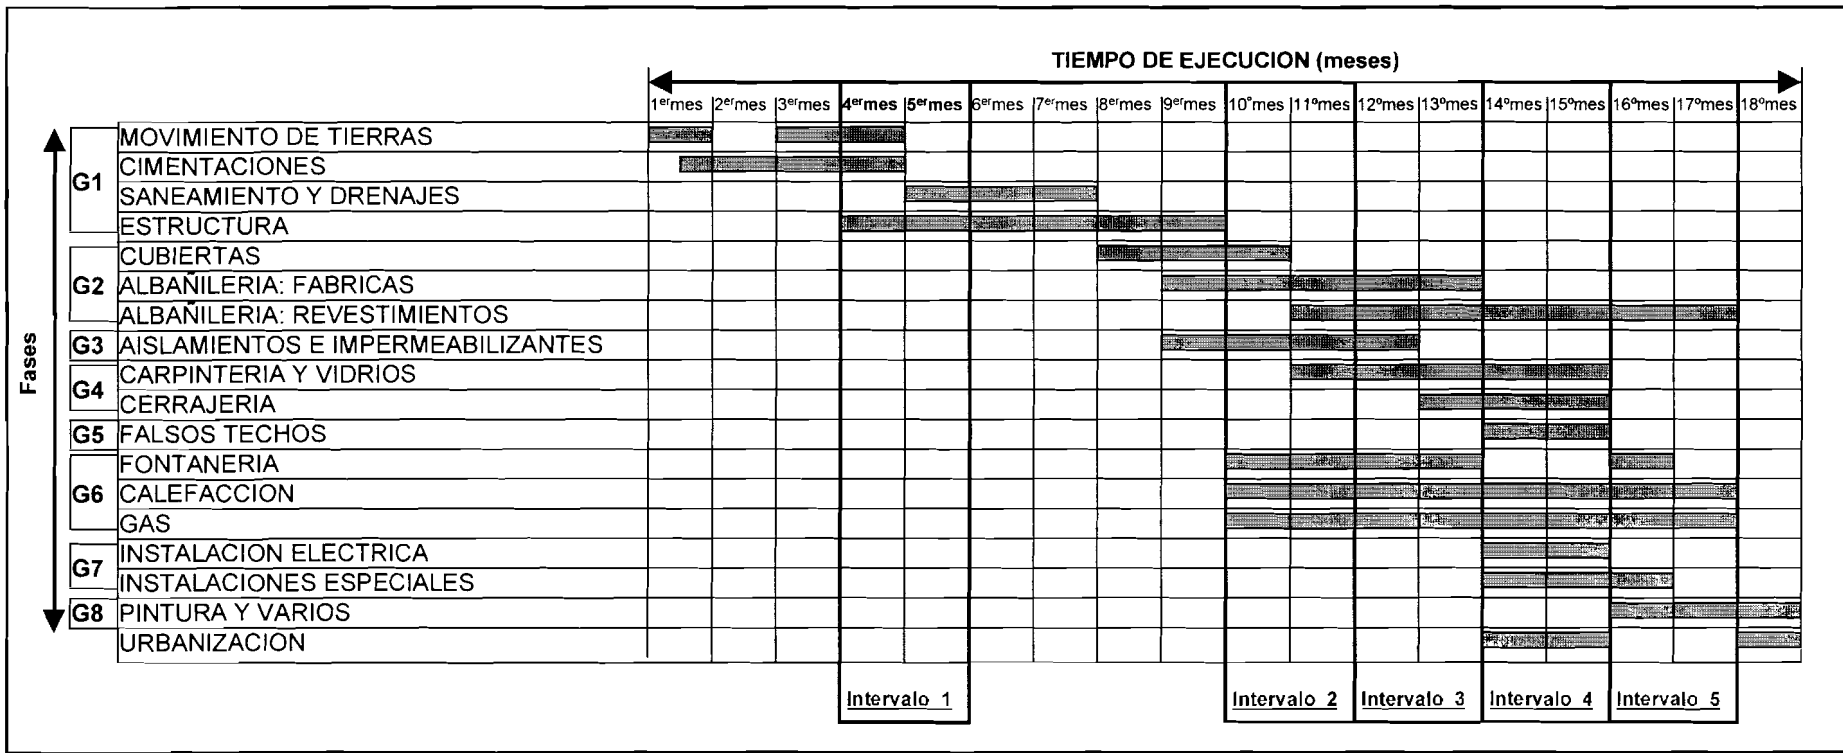 TIEMPO DE EJECUCION (meses)
1ermes 2ermes 3ermes 4ermes 5ermes 6ermes 7ermes 8ermes 9ermes 10ºmes 11ºmes 12ºmes 13ºmes 14ºmes 15ºmes 16ºmes 17ºmes 18ºmes
Fases
G1
MOVIMIENTO DE TIERRAS
CIMENTACIONES
SANEAMIENTO Y DRENAJES
ESTRUCTURA
G2
CUBIERTAS
ALBAÑILERIA: FABRICAS
ALBAÑILERIA: REVESTIMIENTOS
G3
AISLAMIENTOS E IMPERMEABILIZANTES
G4
CARPINTERIA Y VIDRIOS
CERRAJERIA
G5
FALSOS TECHOS
G6
FONTANERIA
CALEFACCION
GAS
G7
INSTALACION ELECTRICA
INSTALACIONES ESPECIALES
G8
PINTURA Y VARIOS
URBANIZACION
Intervalo 1 Intervalo 2 Intervalo 3 Intervalo 4 Intervalo 5